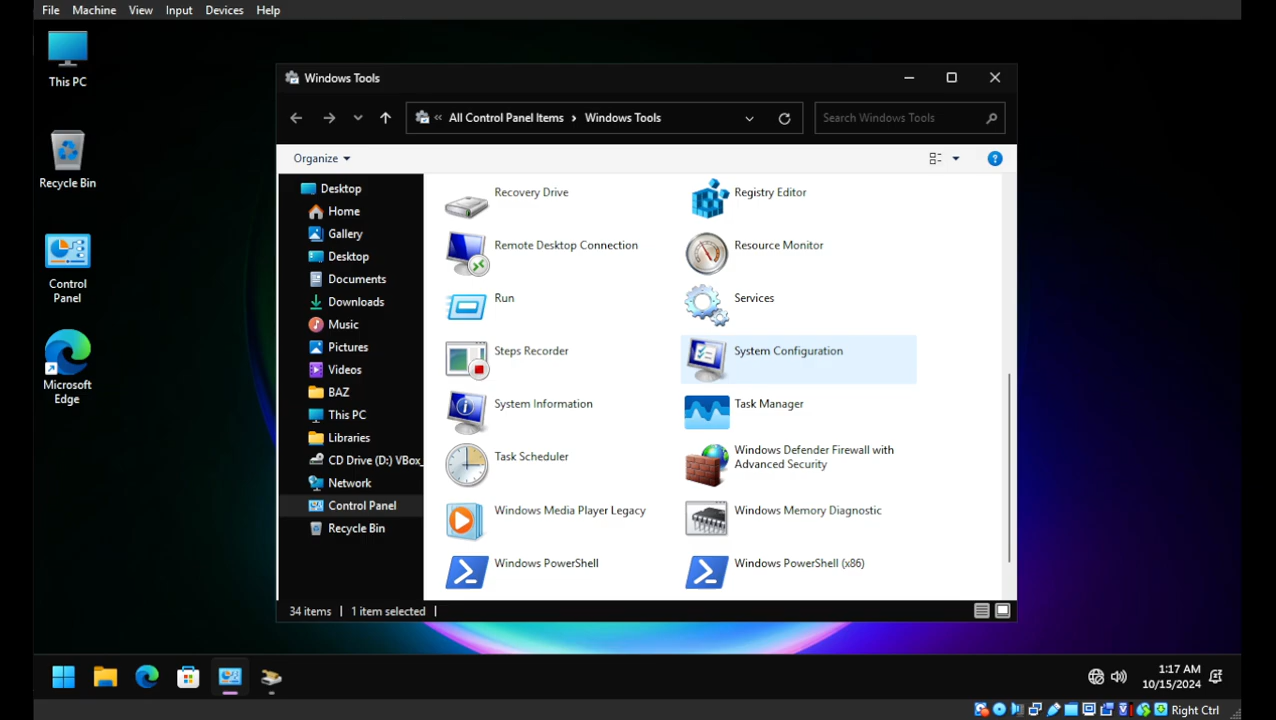 File Machine View Input Devices Help
This PC
Recycle Bin
Control
Panel
Microsoft
Edge
Windows Tools
« All Control Panel Items › Windows Tools
Search Windows Tools
Organize
Desktop
Home
Gallery
Desktop
Documents
Downloads
Music
Pictures
Videos
BAZ
This PC
Libraries
CD Drive (D:) VBox_
Network
Control Panel
Recycle Bin
Recovery Drive
Registry Editor
Remote Desktop Connection
Resource Monitor
Run
Services
Steps Recorder
System Configuration
System Information
Task Manager
Task Scheduler
Windows Defender Firewall with
Advanced Security
Windows Media Player Legacy
Windows Memory Diagnostic
Windows PowerShell
Windows PowerShell (x86)
34 items
1 item selected
1:17 AM
10/15/2024
Right Ctrl